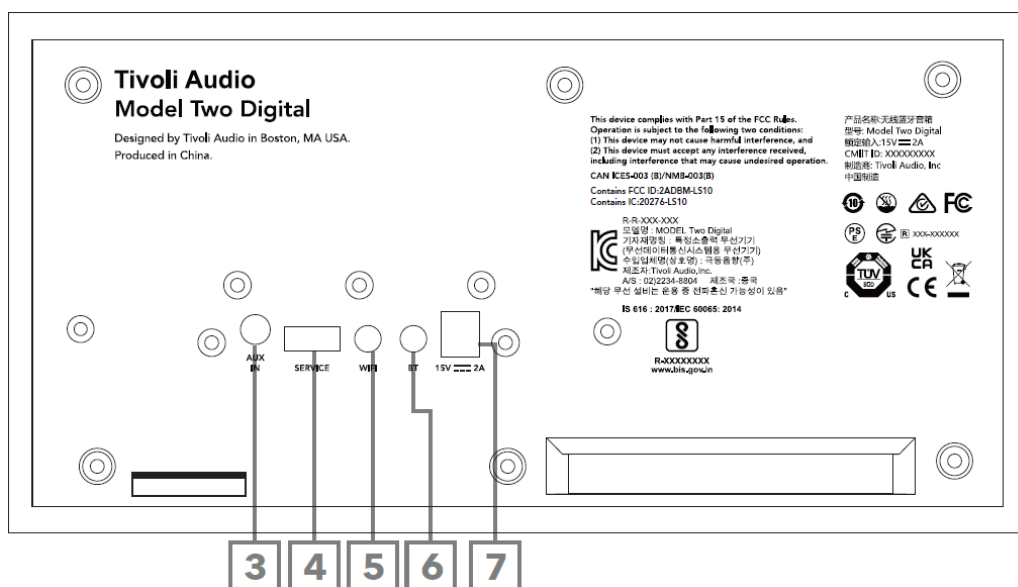 Tivoli Audio
Model Two Digital
Designed by Tivoli Audio in Boston, MA USA.
Produced in China.
This device complies with Part 15 of the FCC Rules.
Operation is subject to the following two conditions:
(1) This device may not cause harmful interference, and
(2) This device must accept any interference received,
including interference that may cause undesired operation.
CAN ICES-003 (B)/NMB-003(B)
Contains FCC ID:2ADBM-LS10
Contains IC:20276-LS10
R-R-XXX-XXX
모델명 : MODEL Two Digital
기자재명칭 : 특정소출력 무선기기
(무선데이터통신시스템용 무선기기)
수입업체명(상호명) : 극동음향(주)
제조자:Tivoli Audio,Inc.
A/S : 02)2234-8804 제조국 :중국
"해당 무선 설비는 운용 중 전파혼신 가능성이 있음"
IS 616 : 2017/IEC 60065: 2014
R-XXXXXXXX
www.bis.gov.in
产品名称:无线蓝牙音箱
型号: Model Two Digital
额定输入:15V 2A
CMIIT ID: XXXXXXXXX
制造商: Tivoli Audio, Inc
中国制造
10
FC
PS
E
R XXX-XXXXXX
TÜV
SÜD
C US
UK
CA
CE
AUX
IN
SERVICE
WIFI
BT
15V 2A
3
4
5
6
7